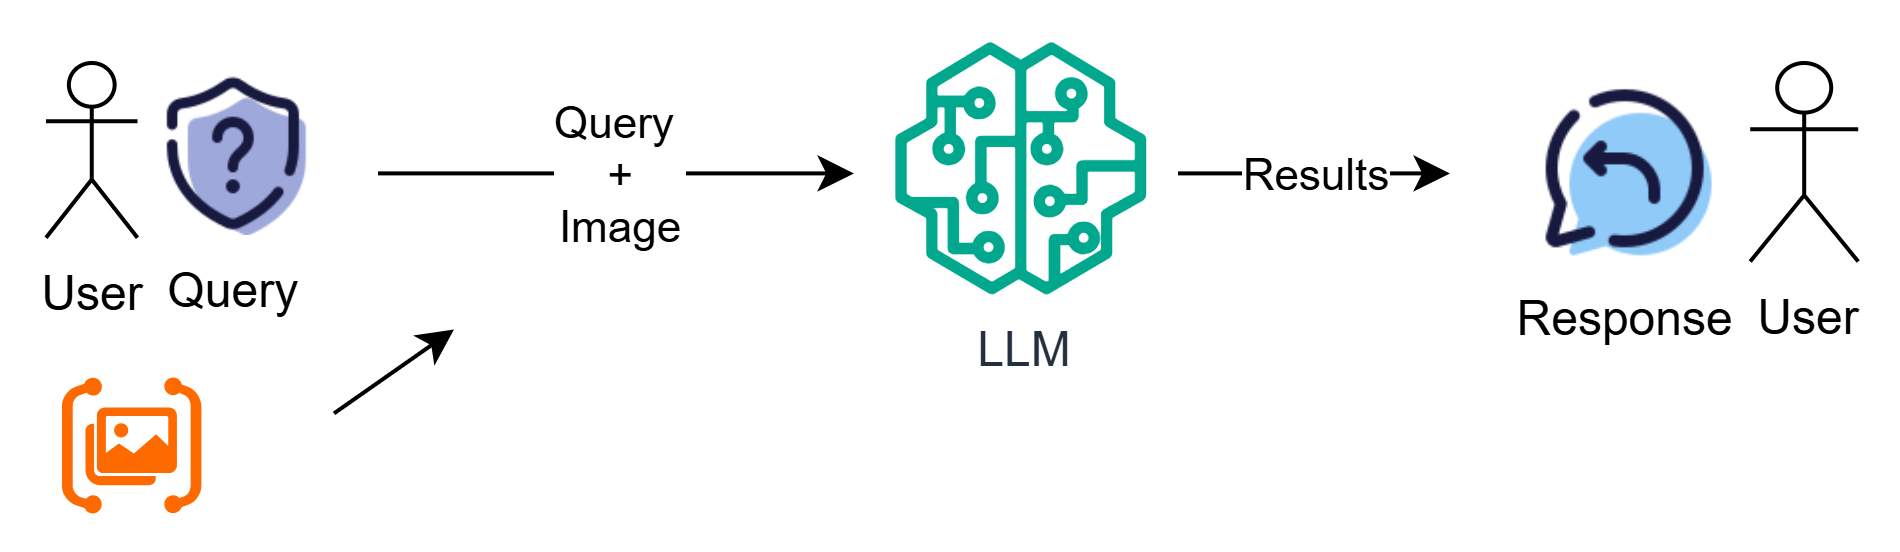 User
Query
Query
+
Image
LLM
Results
Response
User